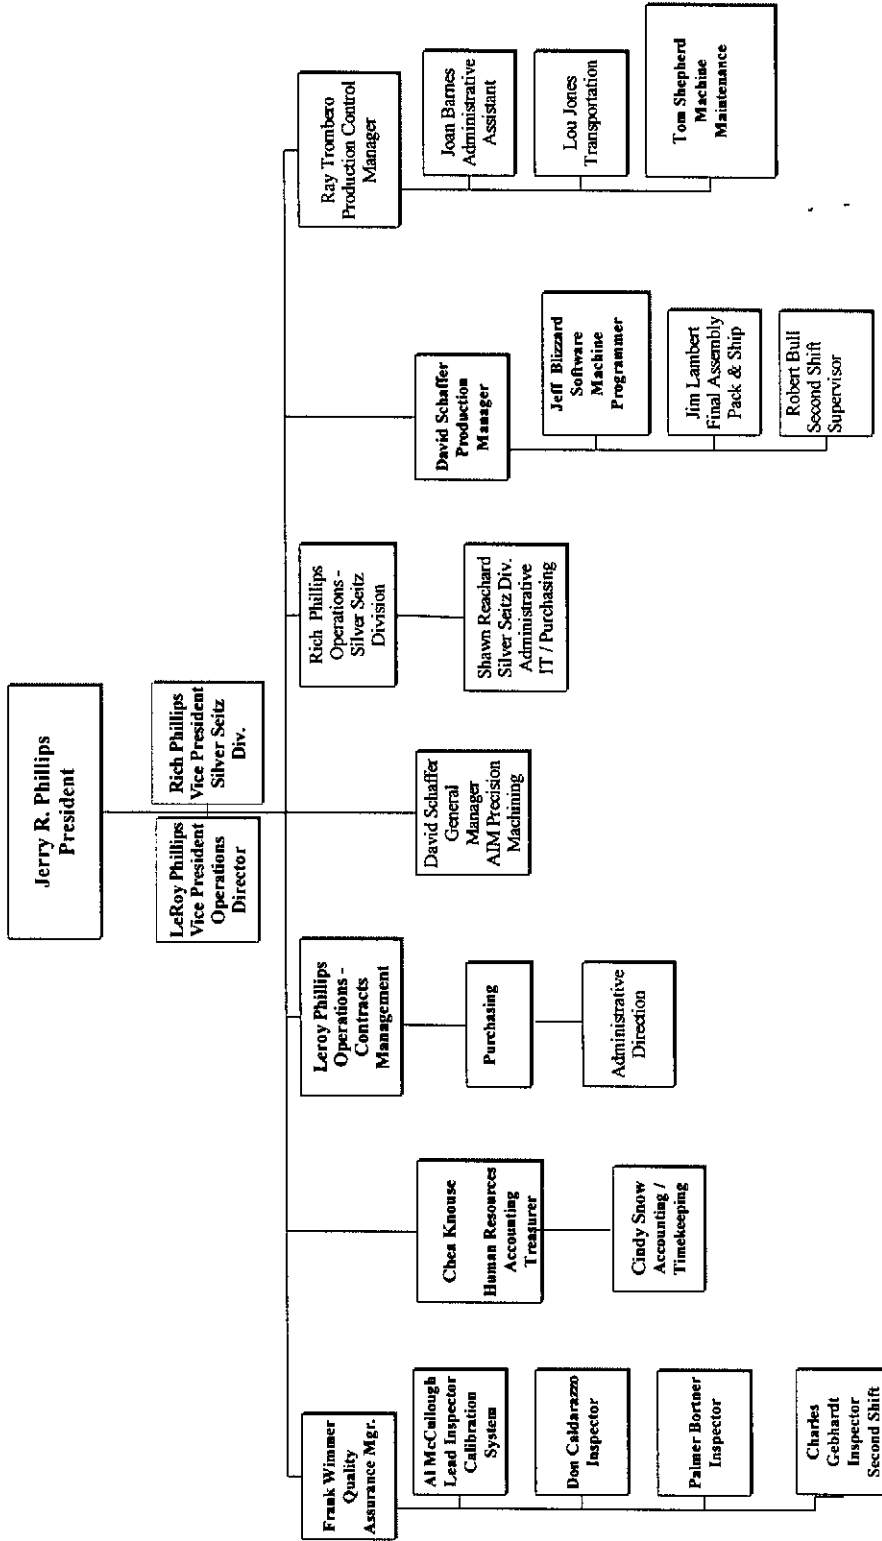 Jerry R. Phillips
President
LeRoy Phillips
Vice President
Operations
Director
Rich Phillips
Vice President
Silver Seitz
Div.
Frank Wimmer
Quality
Assurance Mgr.
Al McCullough
Lead Inspector
Calibration
System
Don Caldarazzo
Inspector
Palmer Bortner
Inspector
Charles
Gebhardt
Inspector
Second Shift
Chea Knouse
Human Resources
Accounting
Treasurer
Cindy Snow
Accounting /
Timekeeping
Leroy Phillips
Operations -
Contracts
Management
Purchasing
Administrative
Direction
David Schaffer
General
Manager
AIM Precision
Machining
Rich Phillips
Operations -
Silver Seitz
Division
Shawn Reachard
Silver Seitz Div.
Administrative
IT / Purchasing
David Schaffer
Production
Manager
Jeff Blizzard
Software
Machine
Programmer
Jim Lambert
Final Assembly
Pack & Ship
Robert Bull
Second Shift
Supervisor
Ray Trombero
Production Control
Manager
Joan Barnes
Administrative
Assistant
Lou Jones
Transportation
Tom Shepherd
Machine
Maintenance